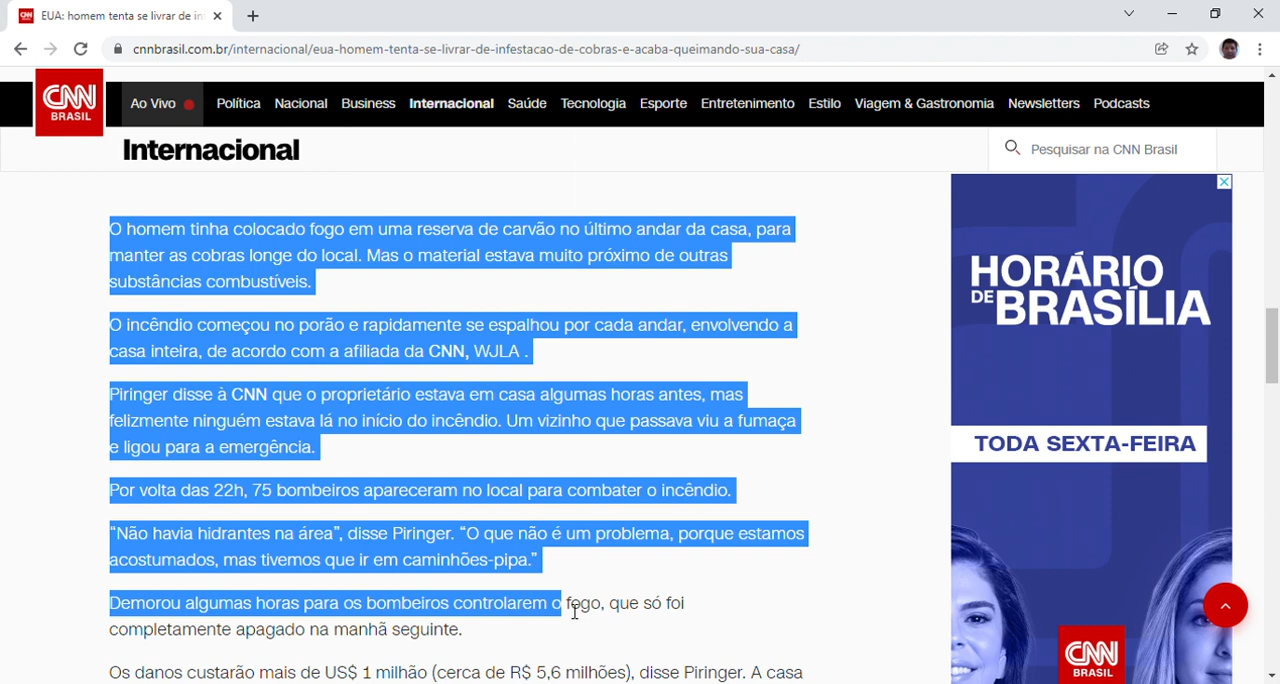 EUA: homem tenta se livrar de in
cnnbrasil.com.br/internacional/eua-homem-tenta-se-livrar-de-infestacao-de-cobras-e-acaba-queimando-sua-casa/
CNN
BRASIL
Ao Vivo Política Nacional Business Internacional Saúde Tecnologia Esporte Entretenimento Estilo Viagem & Gastronomia Newsletters Podcasts
Internacional
Pesquisar na CNN Brasil
O homem tinha colocado fogo em uma reserva de carvão no último andar da casa, para
manter as cobras longe do local. Mas o material estava muito próximo de outras
substâncias combustíveis.
O incêndio começou no porão e rapidamente se espalhou por cada andar, envolvendo a
casa inteira, de acordo com a afiliada da CNN, WJLA .
Piringer disse à CNN que o proprietário estava em casa algumas horas antes, mas
felizmente ninguém estava lá no início do incêndio. Um vizinho que passava viu a fumaça
e ligou para a emergência.
Por volta das 22h, 75 bombeiros apareceram no local para combater o incêndio.
“Não havia hidrantes na área”, disse Piringer. “O que não é um problema, porque estamos
acostumados, mas tivemos que ir em caminhões-pipa.”
Demorou algumas horas para os bombeiros controlarem o fogo, que só foi
completamente apagado na manhã seguinte.
Os danos custarão mais de US$ 1 milhão (cerca de R$ 5,6 milhões), disse Piringer. A casa
HORÁRIO
DE BRASÍLIA
TODA SEXTA-FEIRA
CNN
BRASIL